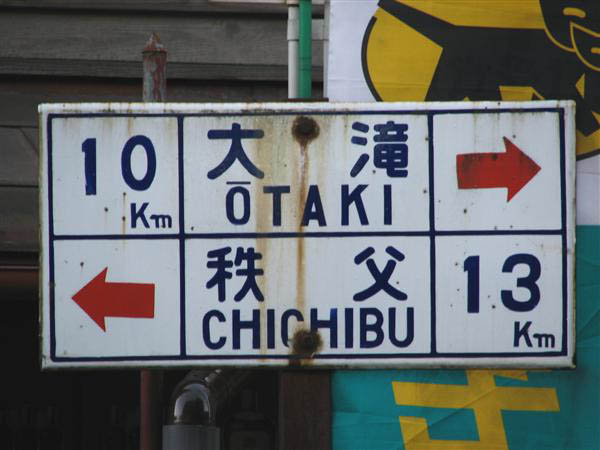 10 Km
大滝
ŌTAKI
秩父
CHICHIBU
13 Km